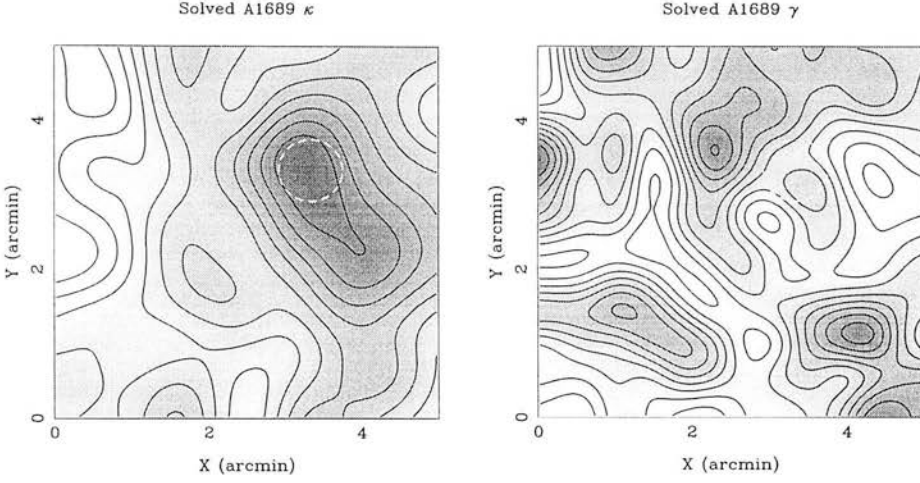 Solved A1689 κ
Solved A1689 γ
Y (arcmin)
4
2
0
0 2 4
X (arcmin)
Y (arcmin)
4
2
0
0 2 4
X (arcmin)